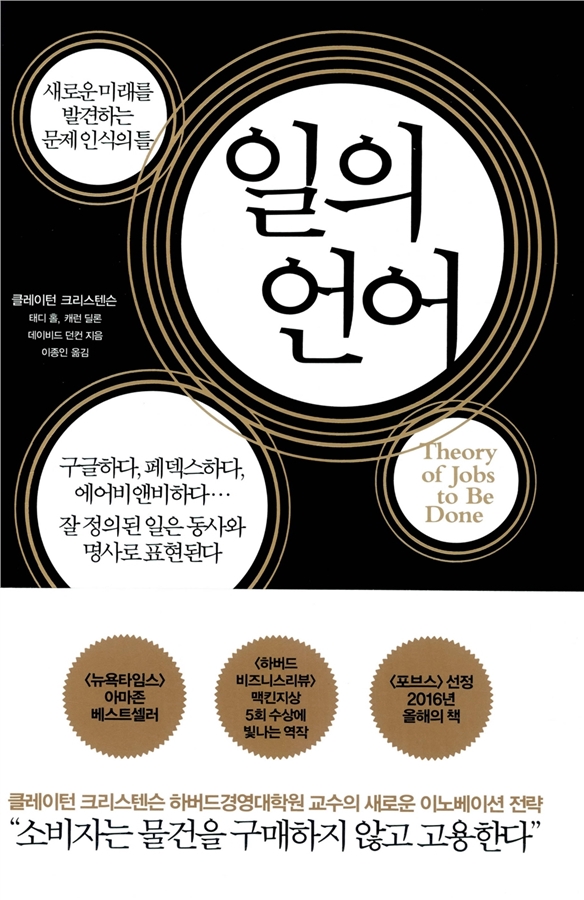 새로운 미래를
발견하는
문제 인식의 틀
일의
언어
클레이턴 크리스텐슨
태디 홀, 캐런 딜론
데이비드 던컨 지음
이종인 옮김
구글하다, 페덱스하다,
에어비앤비하다…
잘 정의된 일은 동사와
명사로 표현된다
Theory
of Jobs
to Be
Done
〈뉴욕타임스〉
아마존
베스트셀러
〈하버드
비즈니스리뷰〉
맥킨지상
5회 수상에
빛나는 역작
〈포브스〉 선정
2016년
올해의 책
클레이턴 크리스텐슨 하버드경영대학원 교수의 새로운 이노베이션 전략
“소비자는 물건을 구매하지 않고 고용한다”